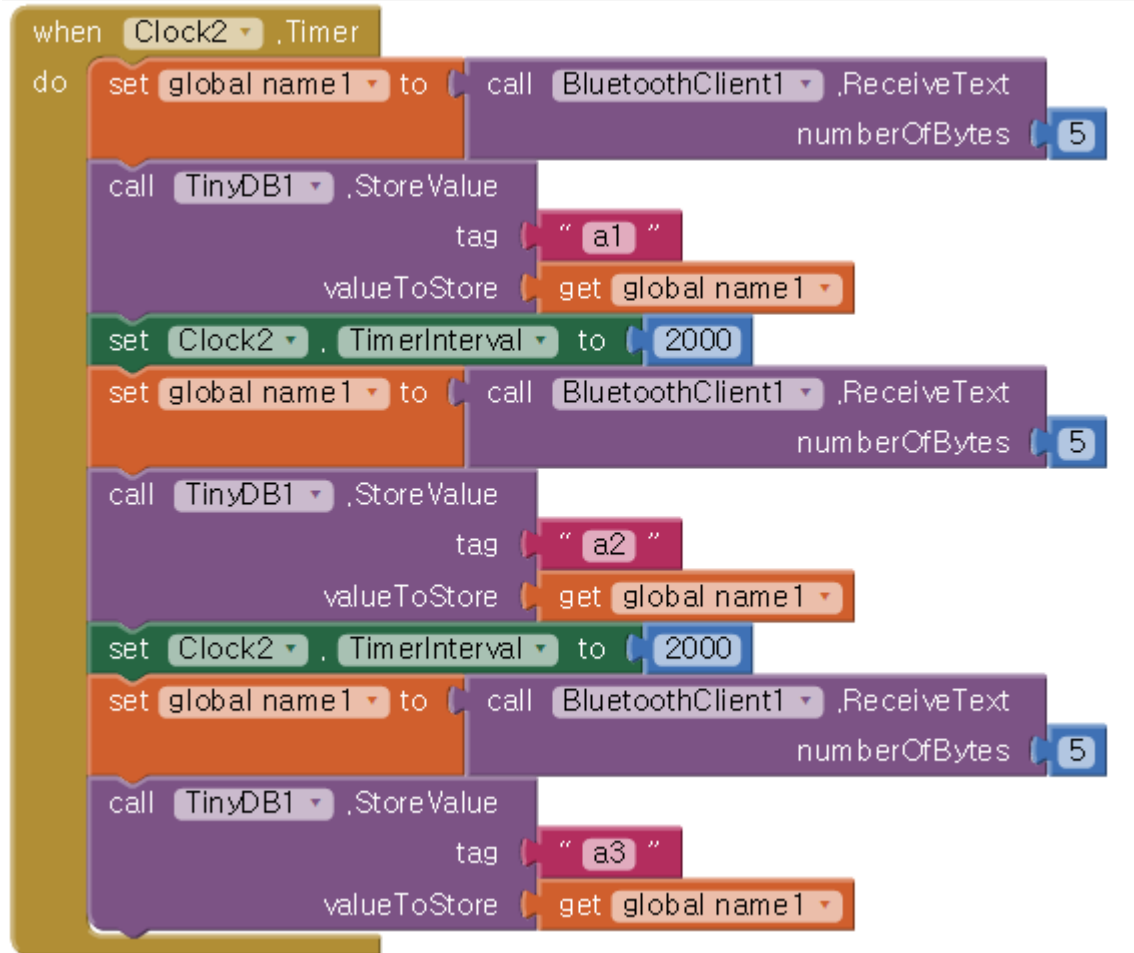 when Clock2 .Timer
do set global name1 to call BluetoothClient1 .ReceiveText
numberOfBytes 5
call TinyDB1 .StoreValue
tag " a1 "
valueToStore get global name1
set Clock2 . TimerInterval to 2000
set global name1 to call BluetoothClient1 .ReceiveText
numberOfBytes 5
call TinyDB1 .StoreValue
tag " a2 "
valueToStore get global name1
set Clock2 . TimerInterval to 2000
set global name1 to call BluetoothClient1 .ReceiveText
numberOfBytes 5
call TinyDB1 .StoreValue
tag " a3 "
valueToStore get global name1